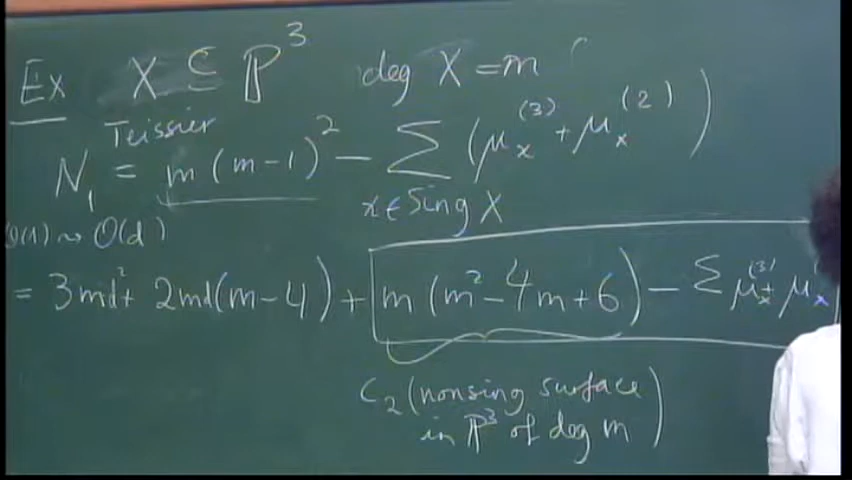 Ex X ⊆ ℙ³ deg X = m
Teissier
N₁ = m(m-1)² - Σ_{x∈Sing X} (μ_x^{(3)} + μ_x^{(2)})
O(1) ~> O(d)
= 3md² + 2md(m-4) + m(m²-4m+6) - Σ μ_x^{(3)} + μ_x
C₂(nonsing surface
in ℙ³ of deg m)